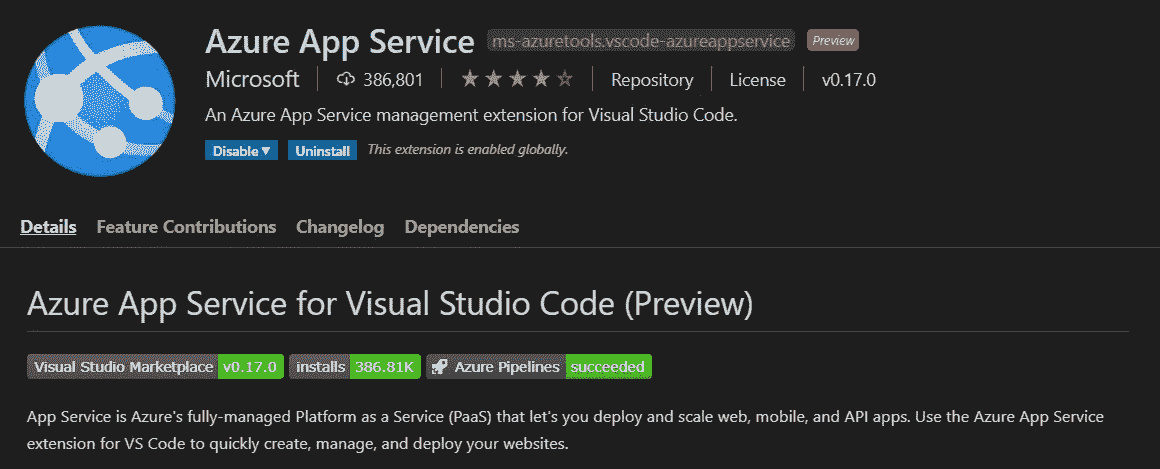 Azure App Service ms-azuretools.vscode-azureappservice Preview
Microsoft 386,801 Repository License v0.17.0
An Azure App Service management extension for Visual Studio Code.
Disable Uninstall This extension is enabled globally.
Details Feature Contributions Changelog Dependencies
Azure App Service for Visual Studio Code (Preview)
Visual Studio Marketplace v0.17.0 installs 386.81K Azure Pipelines succeeded
App Service is Azure's fully-managed Platform as a Service (PaaS) that let's you deploy and scale web, mobile, and API apps. Use the Azure App Service
extension for VS Code to quickly create, manage, and deploy your websites.